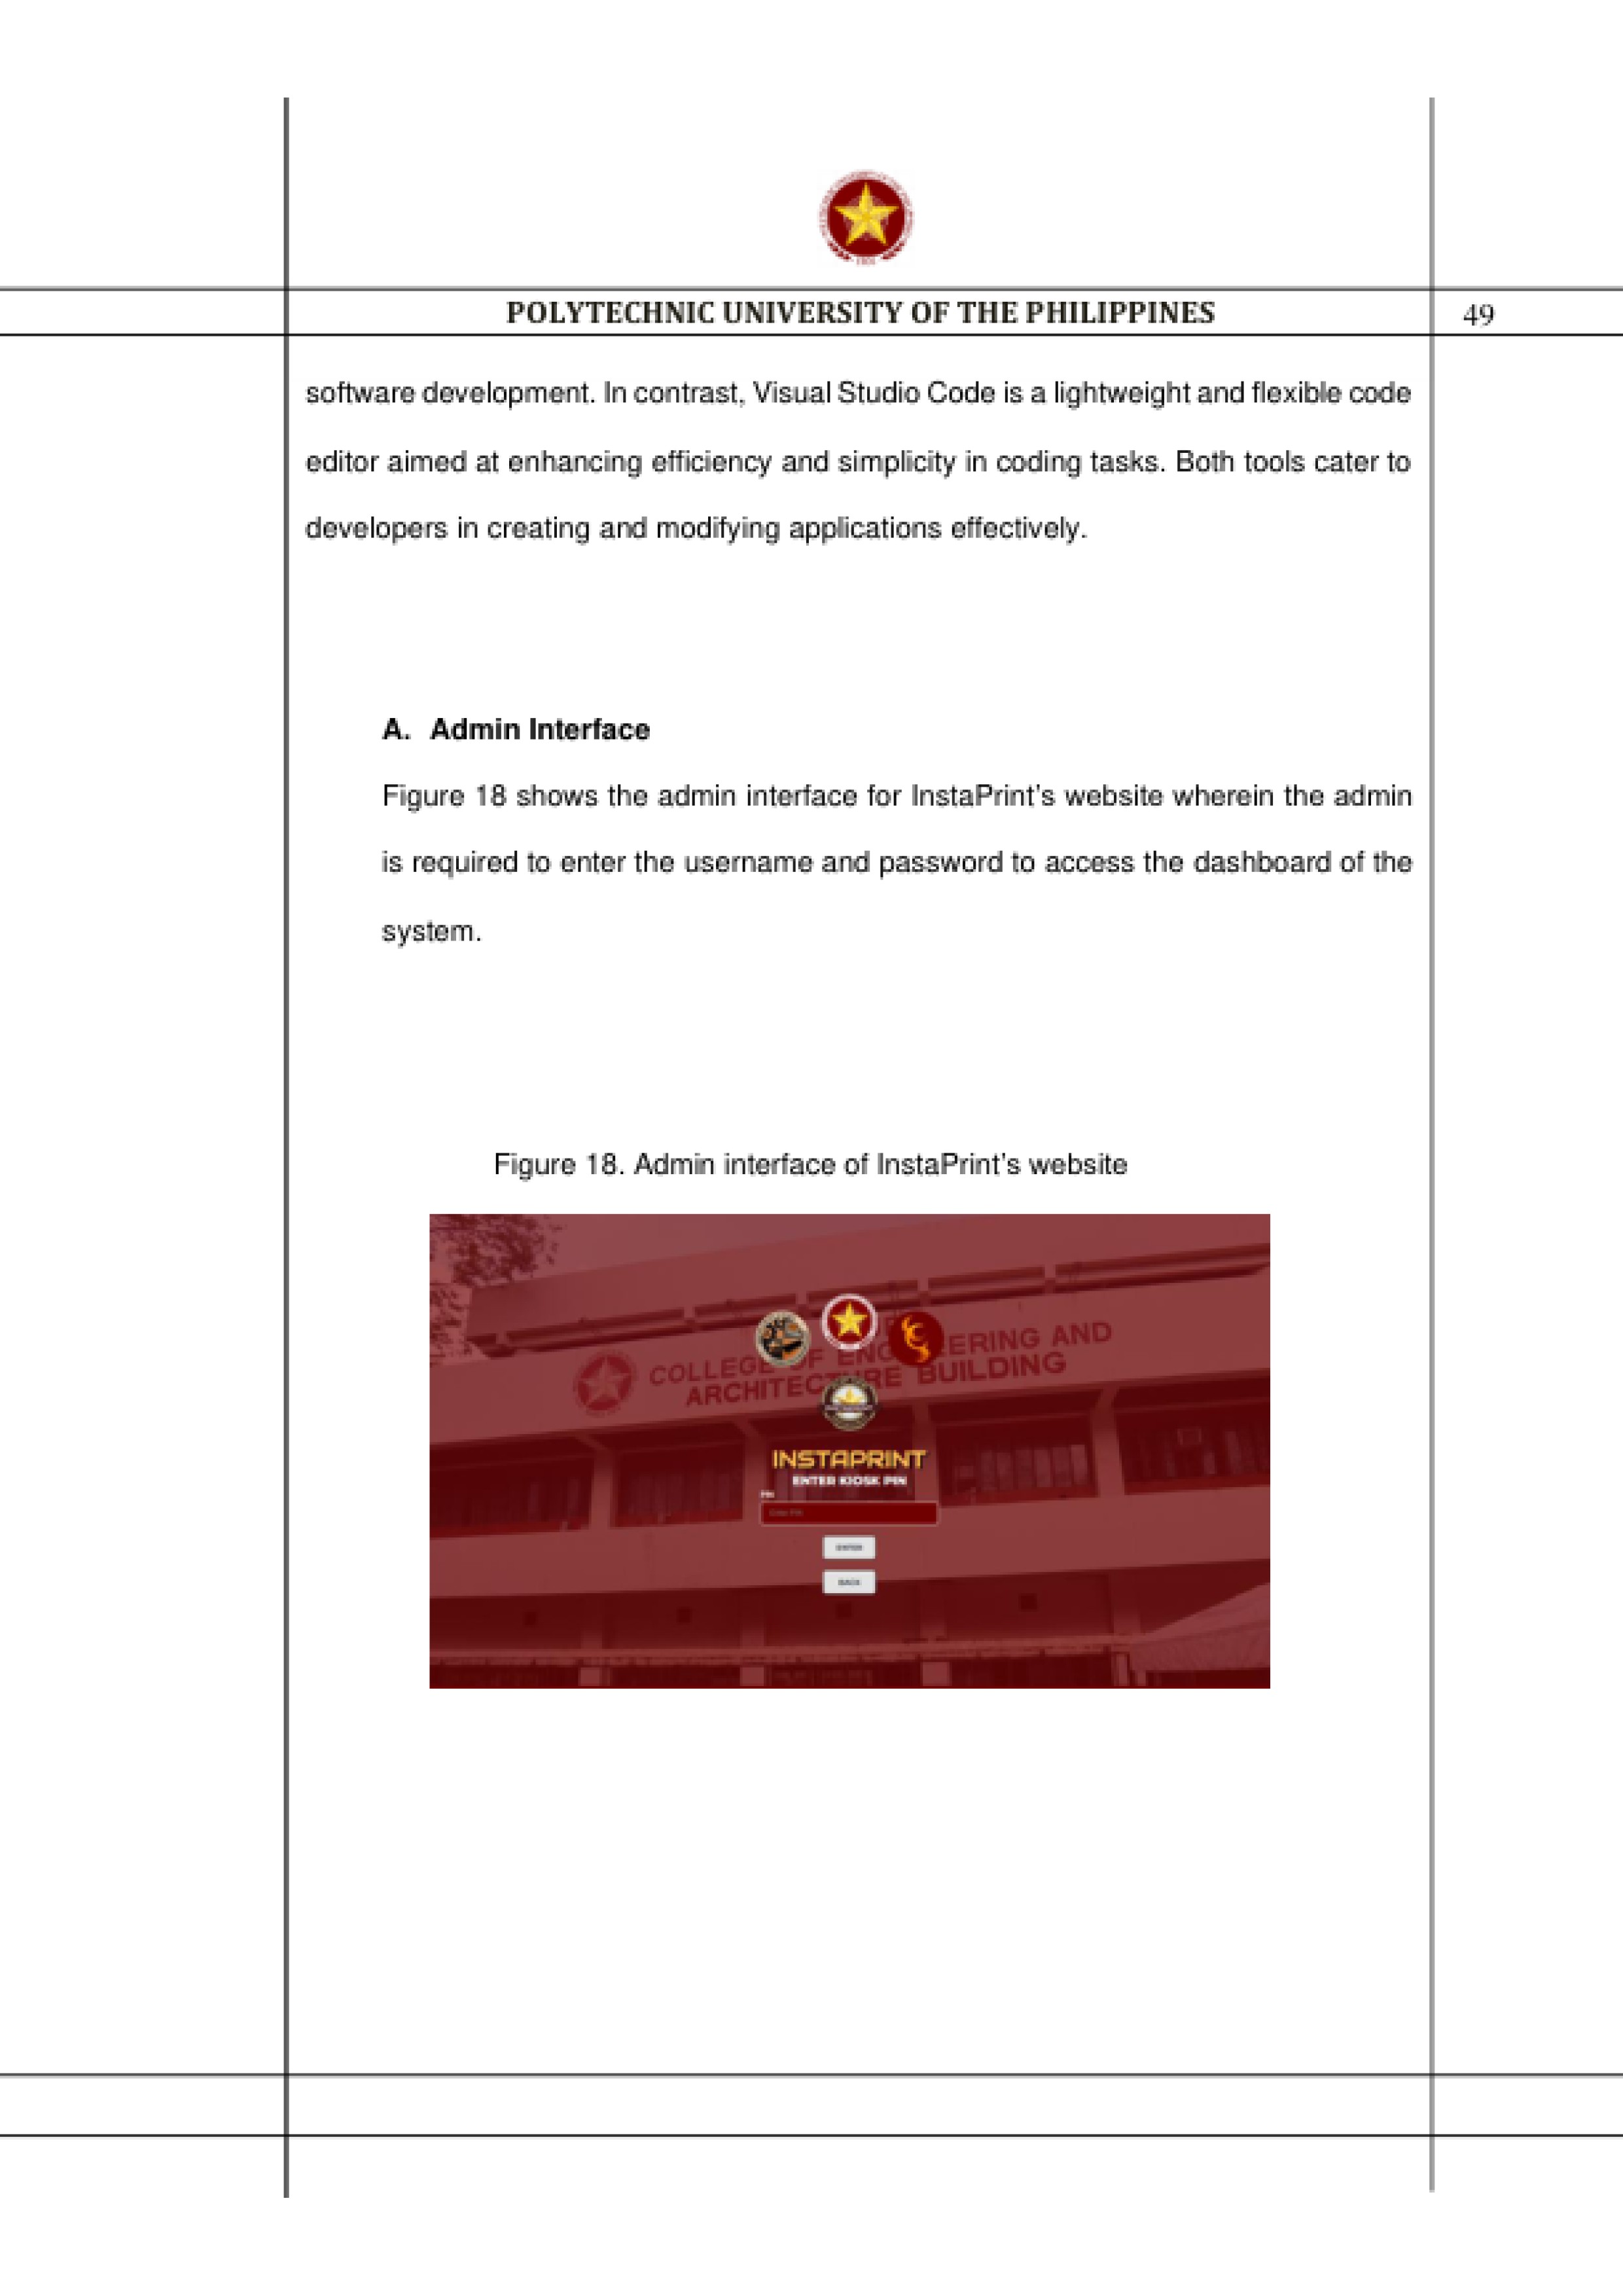 POLYTECHNIC UNIVERSITY OF THE PHILIPPINES
49
software development. In contrast, Visual Studio Code is a lightweight and flexible code
editor aimed at enhancing efficiency and simplicity in coding tasks. Both tools cater to
developers in creating and modifying applications effectively.
A. Admin Interface
Figure 18 shows the admin interface for InstaPrint's website wherein the admin
is required to enter the username and password to access the dashboard of the
system.
Figure 18. Admin interface of InstaPrint's website
COLLEGE OF ENGINEERING AND
ARCHITECTURE BUILDING
INSTAPRINT
ENTER KIOSK PIN
PIN
Enter PIN
ENTER
BACK